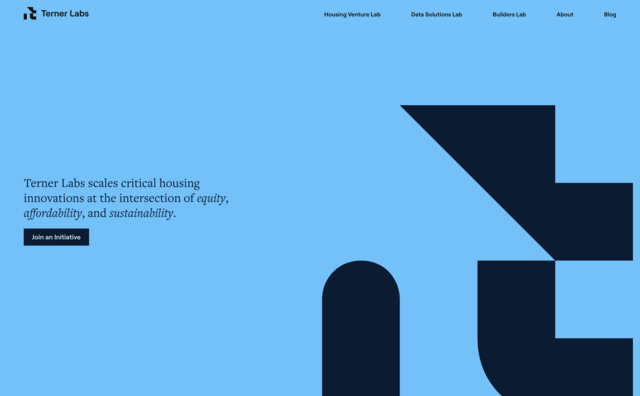 Terner Labs
Housing Venture Lab
Data Solutions Lab
Builders Lab
About
Blog
Terner Labs scales critical housing
innovations at the intersection of equity,
affordability, and sustainability.
Join an Initiative